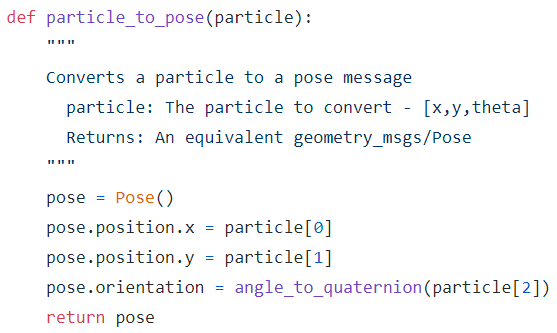 def particle_to_pose(particle):
    """
    Converts a particle to a pose message
      particle: The particle to convert - [x,y,theta]
      Returns: An equivalent geometry_msgs/Pose
    """
    pose = Pose()
    pose.position.x = particle[0]
    pose.position.y = particle[1]
    pose.orientation = angle_to_quaternion(particle[2])
    return pose